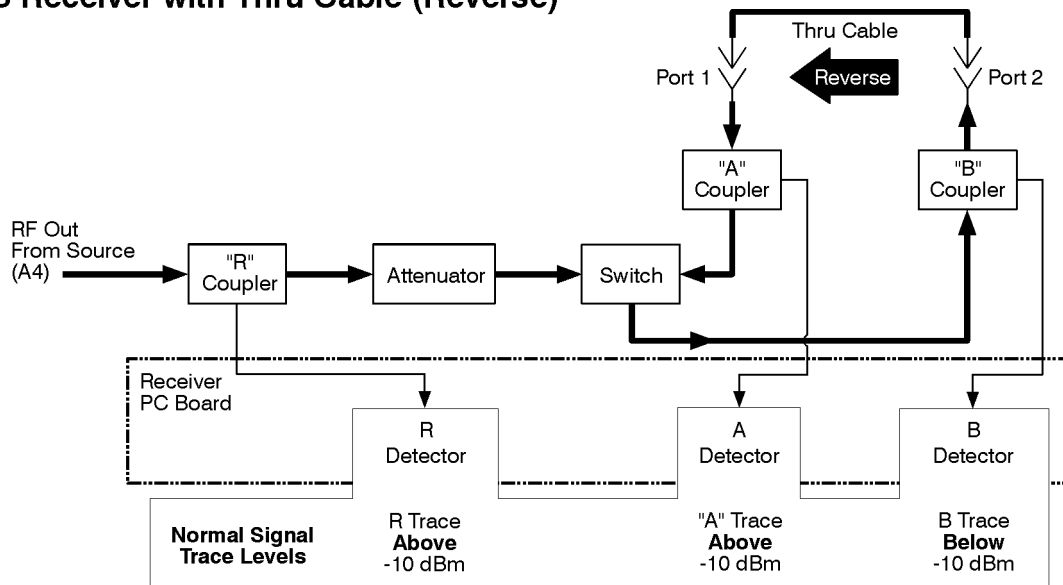 Receiver with Thru Cable (Reverse)
Thru Cable
Port 1
Reverse
Port 2
"A"
Coupler
"B"
Coupler
RF Out
From Source
(A4)
"R"
Coupler
Attenuator
Switch
Receiver
PC Board
R
Detector
A
Detector
B
Detector
Normal Signal
Trace Levels
R Trace
Above
-10 dBm
"A" Trace
Above
-10 dBm
B Trace
Below
-10 dBm